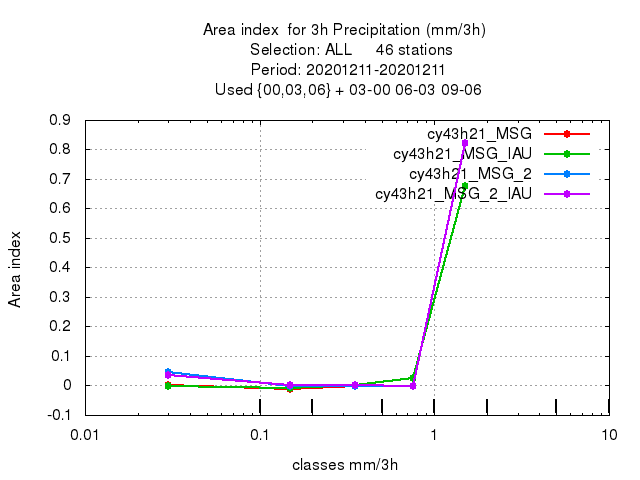 Area index  for 3h Precipitation (mm/3h)
Selection: ALL     46 stations
Period: 20201211-20201211
Used {00,03,06} + 03-00 06-03 09-06
0.9
0.8
0.7
0.6
0.5
0.4
0.3
0.2
0.1
0
-0.1
Area index
cy43h21_MSG
cy43h21_MSG_IAU
cy43h21_MSG_2
cy43h21_MSG_2_IAU
0.01
0.1
1
10
classes mm/3h